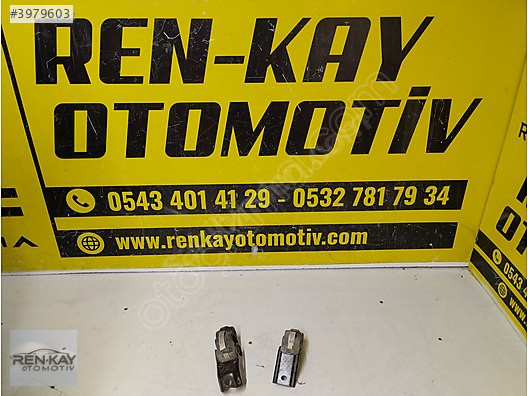 #3979603
REN-KAY
OTOMOTİV
0543 401 41 29 - 0532 781 79 34
www.renkayotomotiv.com
REN-KAY
OTOMOTİV